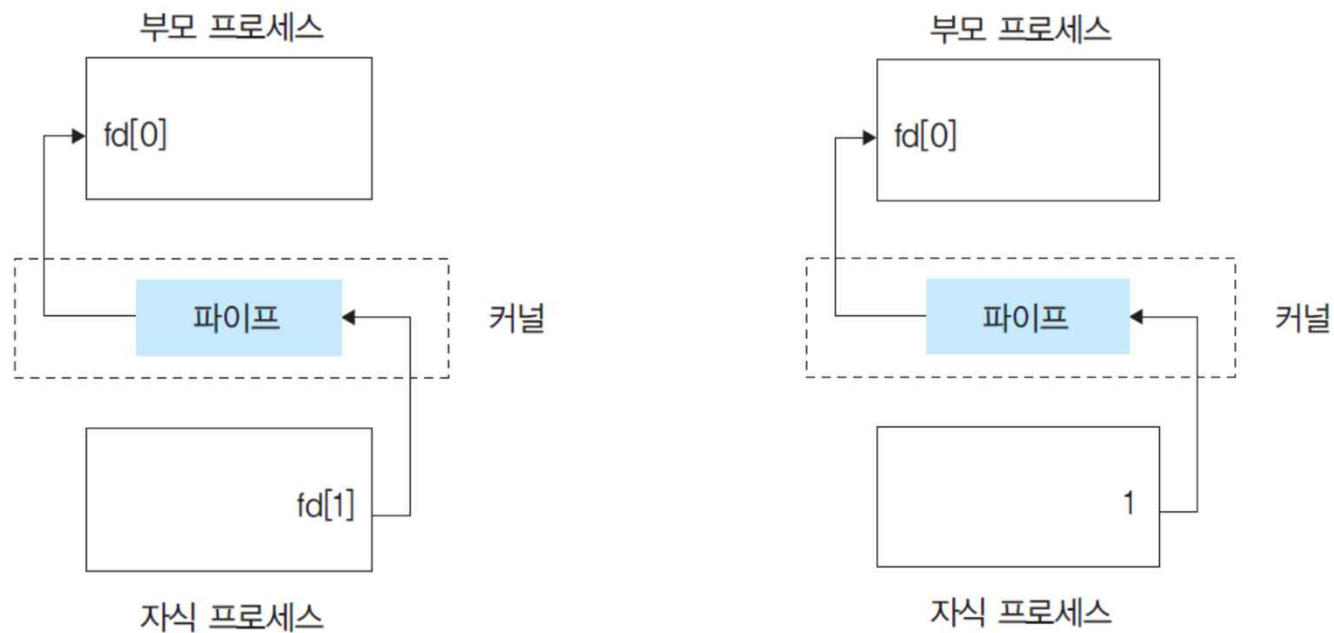 부모 프로세스
fd[0]
파이프
커널
fd[1]
자식 프로세스
부모 프로세스
fd[0]
파이프
커널
1
자식 프로세스